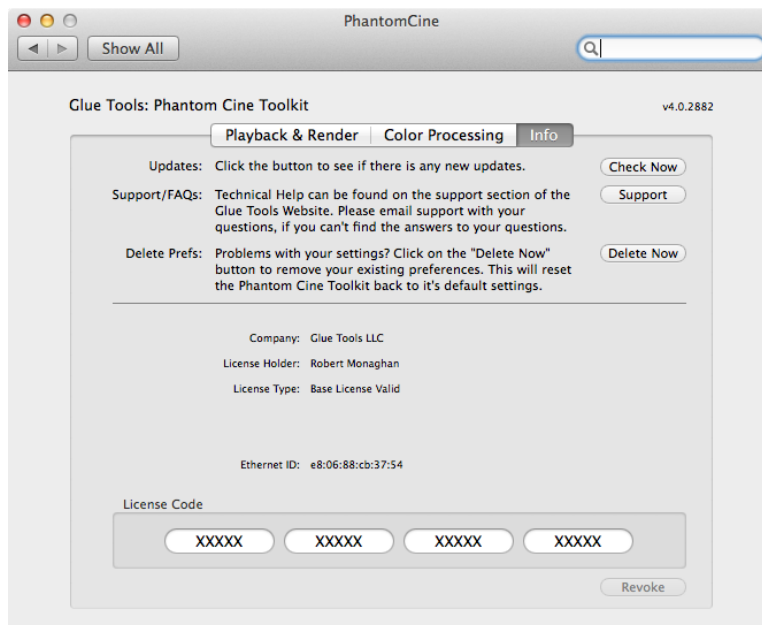 PhantomCine
Show All
Glue Tools: Phantom Cine Toolkit
v4.0.2882
Playback & Render
Color Processing
Info
Updates: Click the button to see if there is any new updates. Check Now
Support/FAQs: Technical Help can be found on the support section of the Support
Glue Tools Website. Please email support with your
questions, if you can't find the answers to your questions.
Delete Prefs: Problems with your settings? Click on the "Delete Now" Delete Now
button to remove your existing preferences. This will reset
the Phantom Cine Toolkit back to it's default settings.
Company: Glue Tools LLC
License Holder: Robert Monaghan
License Type: Base License Valid
Ethernet ID: e8:06:88:cb:37:54
License Code
XXXXX XXXXX XXXXX XXXXX
Revoke